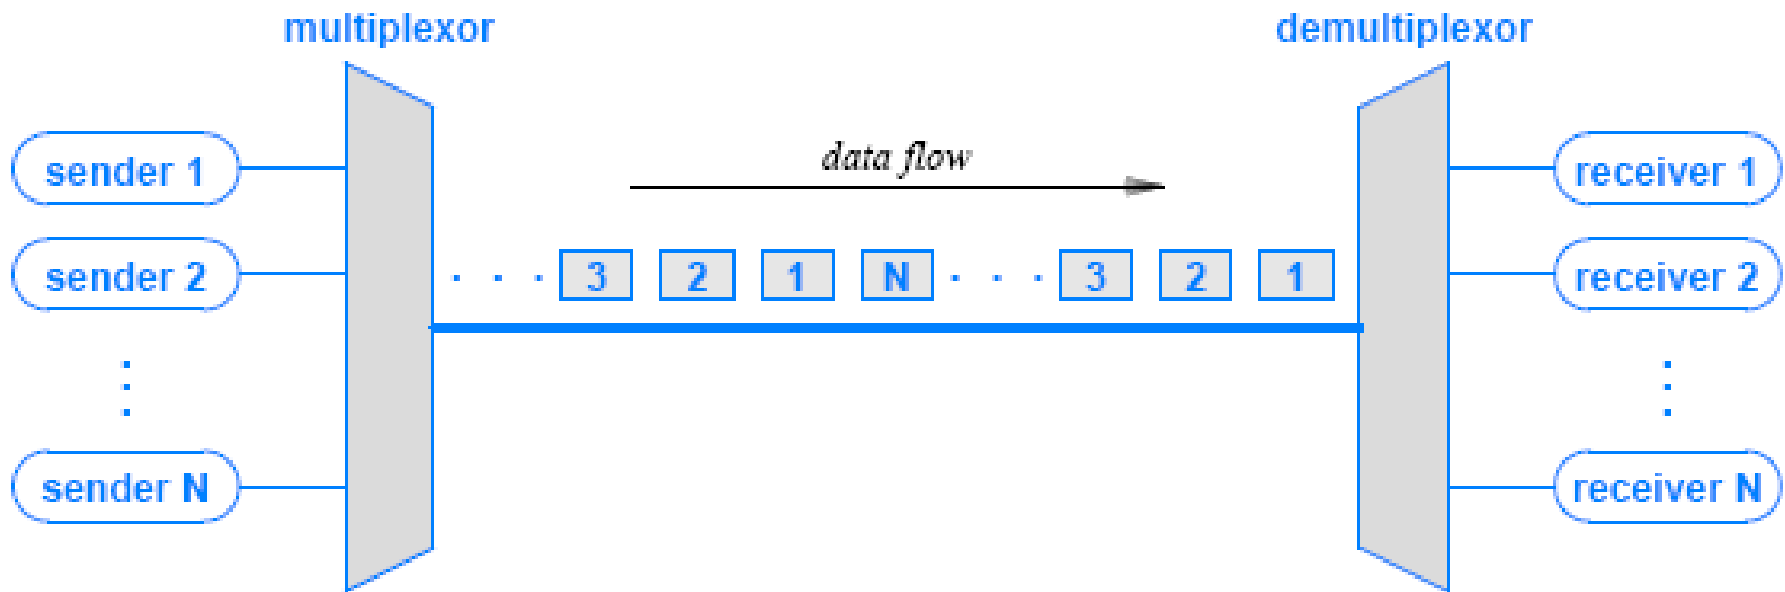 multiplexor
demultiplexor
data flow
sender 1
receiver 1
sender 2
. . . 3 2 1 N . . . 3 2 1
receiver 2
sender N
receiver N